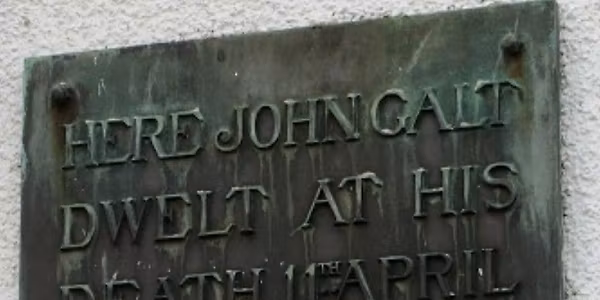 HERE JOHN GALT
DWELT AT HIS
DEATH 11TH APRIL